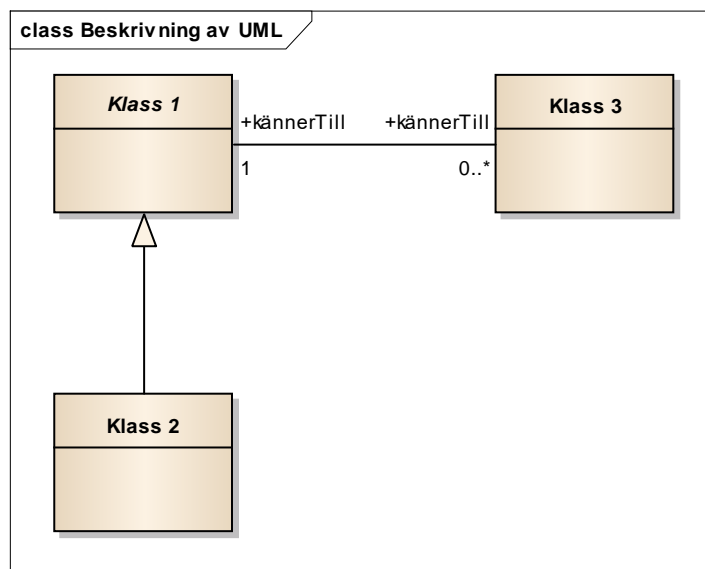 class Beskrivning av UML
Klass 1
Klass 3
+kännerTill
+kännerTill
1
0..*
Klass 2